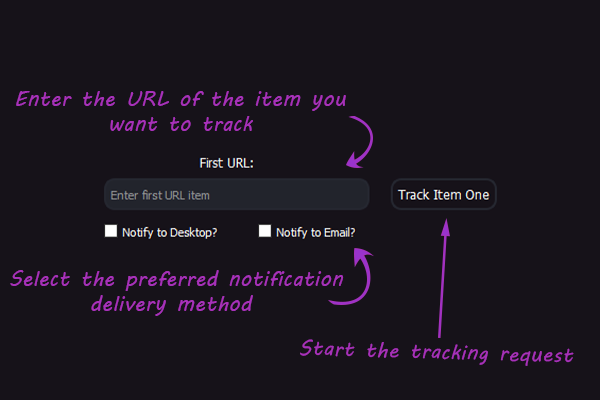 Enter the URL of the item you
want to track
First URL:
Enter first URL item
Track Item One
Notify to Desktop?
Notify to Email?
Select the preferred notification
delivery method
Start the tracking request